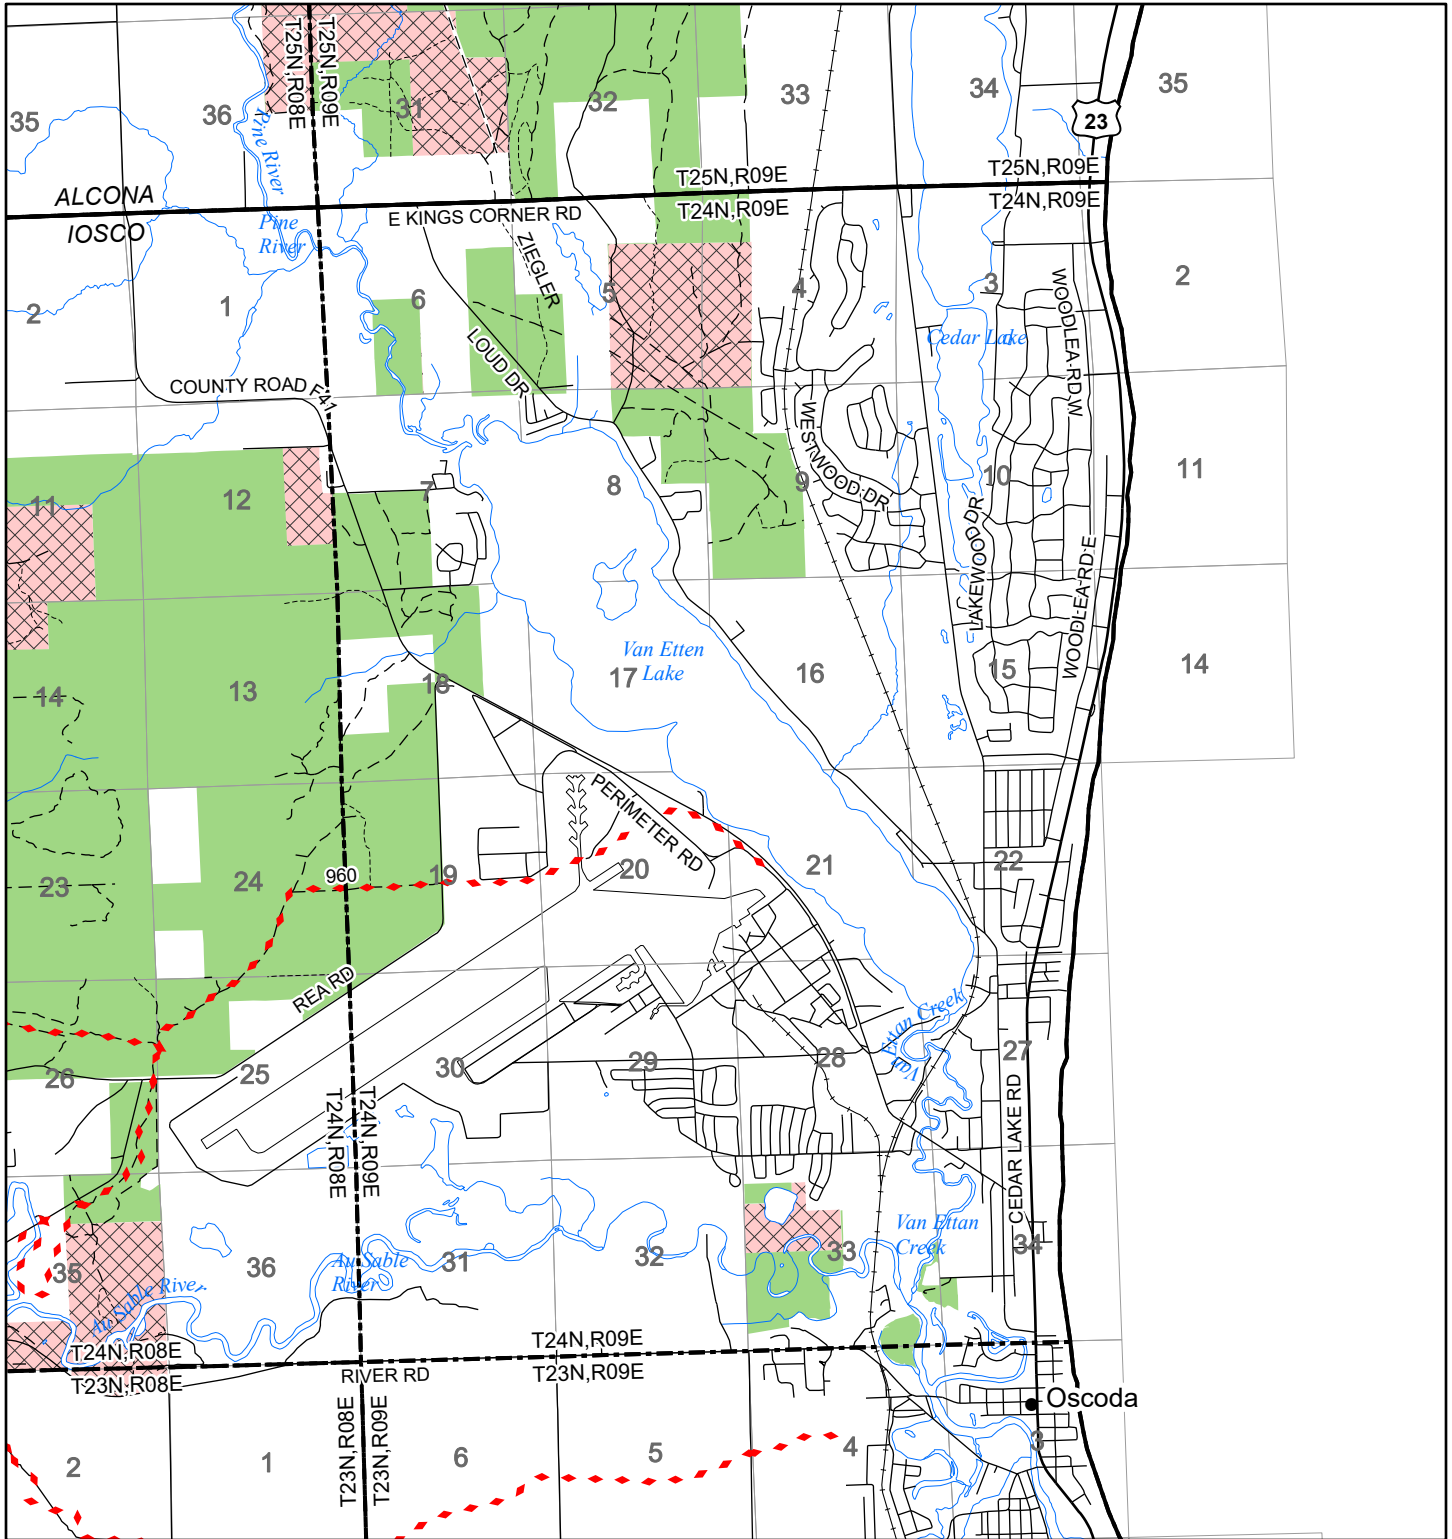 T25N,R08E
T25N,R09E
35
36
31
32
33
34
35
23
Pine River
ALCONA
IOSCO
Pine
River
E KINGS CORNER RD
T25N,R09E
T24N,R09E
T25N,R09E
T24N,R09E
ZIEGLER
2
1
6
5
4
3
2
Cedar Lake
WOODLEA RD W
LOUD DR
COUNTY ROAD F41
WESTWOOD DR
11
12
7
8
9
10
11
LAKEWOOD DR
WOODLEA RD E
Van Etten
Lake
14
13
18
17
16
15
14
PERIMETER RD
23
24
960
19
20
21
22
REA RD
Van Ettan Creek
26
25
30
29
28
27
T24N,R08E
T24N,R09E
CEDAR LAKE RD
Van Ettan
Creek
35
36
Au Sable
River
31
32
33
34
Au Sable River
T24N,R08E
T23N,R08E
T24N,R09E
T23N,R09E
RIVER RD
Oscoda
T23N,R08E
T23N,R09E
2
1
6
5
4
3